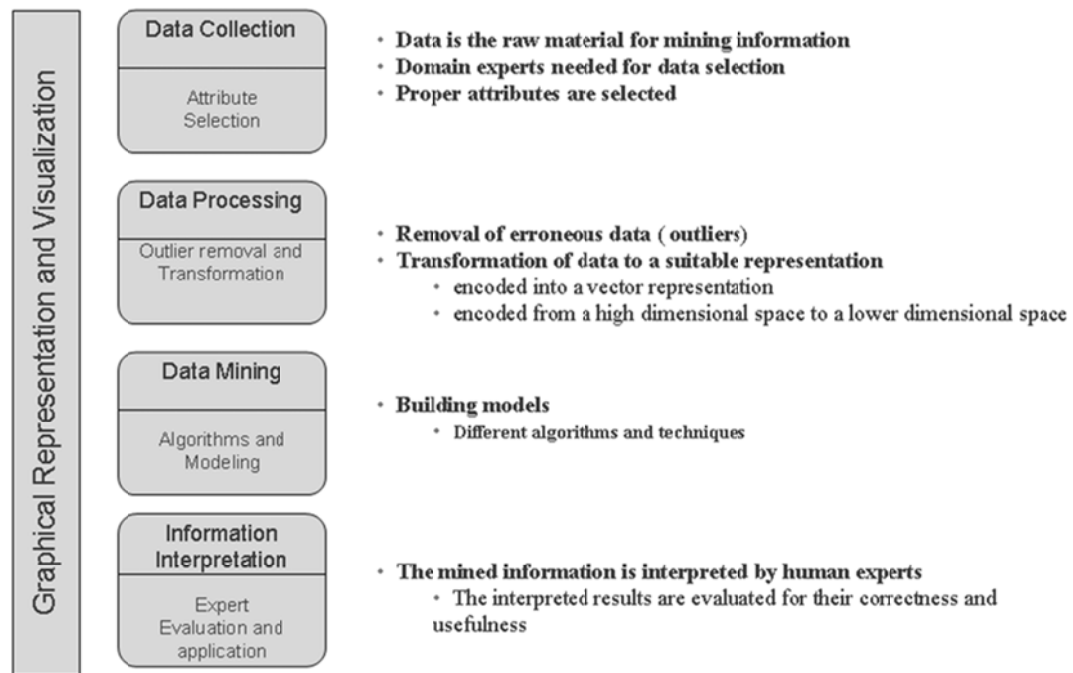 Graphical Representation and Visualization
Data Collection
Attribute
Selection
• Data is the raw material for mining information
• Domain experts needed for data selection
• Proper attributes are selected
Data Processing
Outlier removal and
Transformation
• Removal of erroneous data ( outliers)
• Transformation of data to a suitable representation
• encoded into a vector representation
• encoded from a high dimensional space to a lower dimensional space
Data Mining
Algorithms and
Modeling
• Building models
• Different algorithms and techniques
Information
Interpretation
Expert
Evaluation and
application
• The mined information is interpreted by human experts
• The interpreted results are evaluated for their correctness and
usefulness